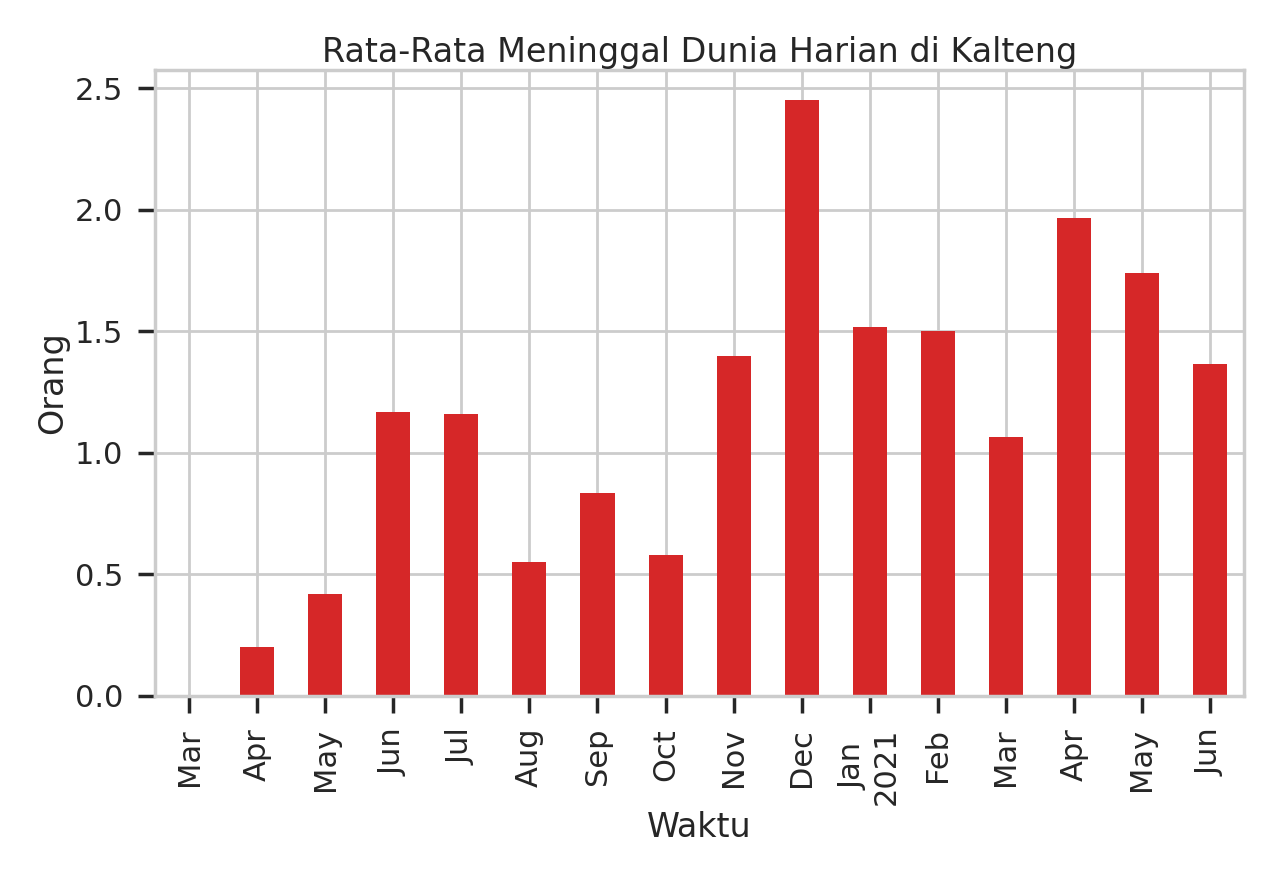 Rata-Rata Meninggal Dunia Harian di Kalteng
2.5
2.0
1.5
1.0
0.5
0.0
Orang
Mar
Apr
May
Jun
Jul
Aug
Sep
Oct
Nov
Dec
Jan
2021
Feb
Mar
Apr
May
Jun
Waktu